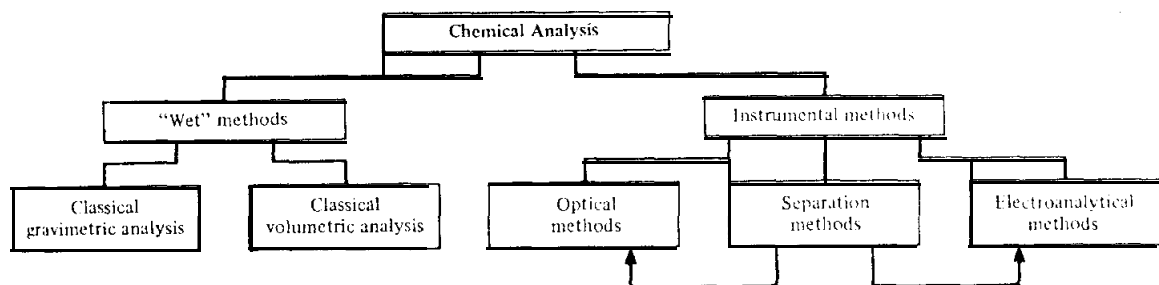 Chemical Analysis
"Wet" methods
Instrumental methods
Classical
gravimetric analysis
Classical
volumetric analysis
Optical
methods
Separation
methods
Electroanalytical
methods